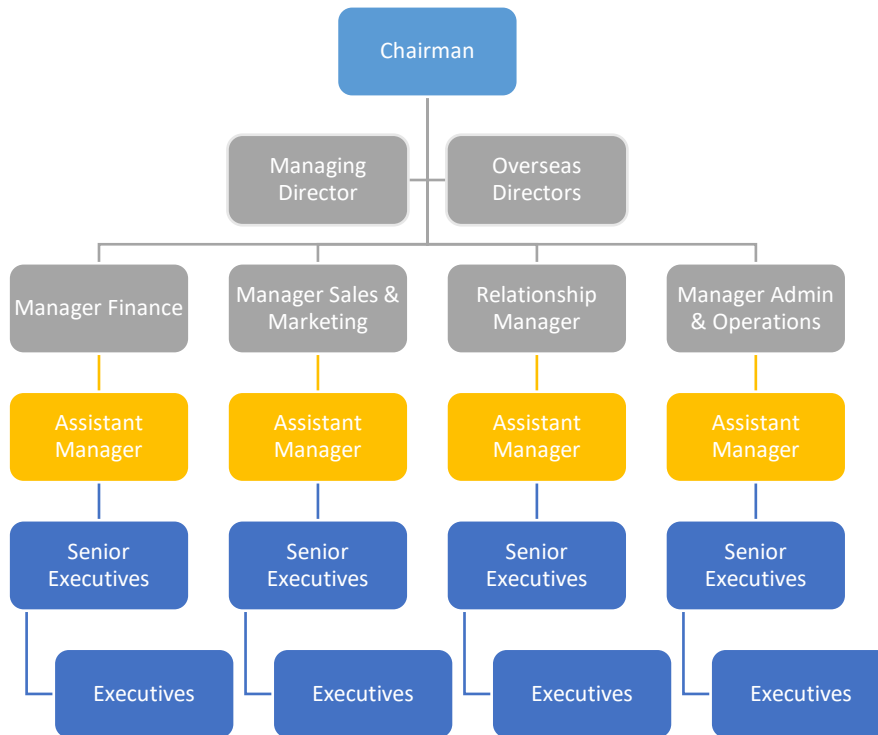 Chairman
Managing
Director
Overseas
Directors
Manager Finance
Manager Sales &
Marketing
Relationship
Manager
Manager Admin
& Operations
Assistant
Manager
Assistant
Manager
Assistant
Manager
Assistant
Manager
Senior
Executives
Senior
Executives
Senior
Executives
Senior
Executives
Executives
Executives
Executives
Executives